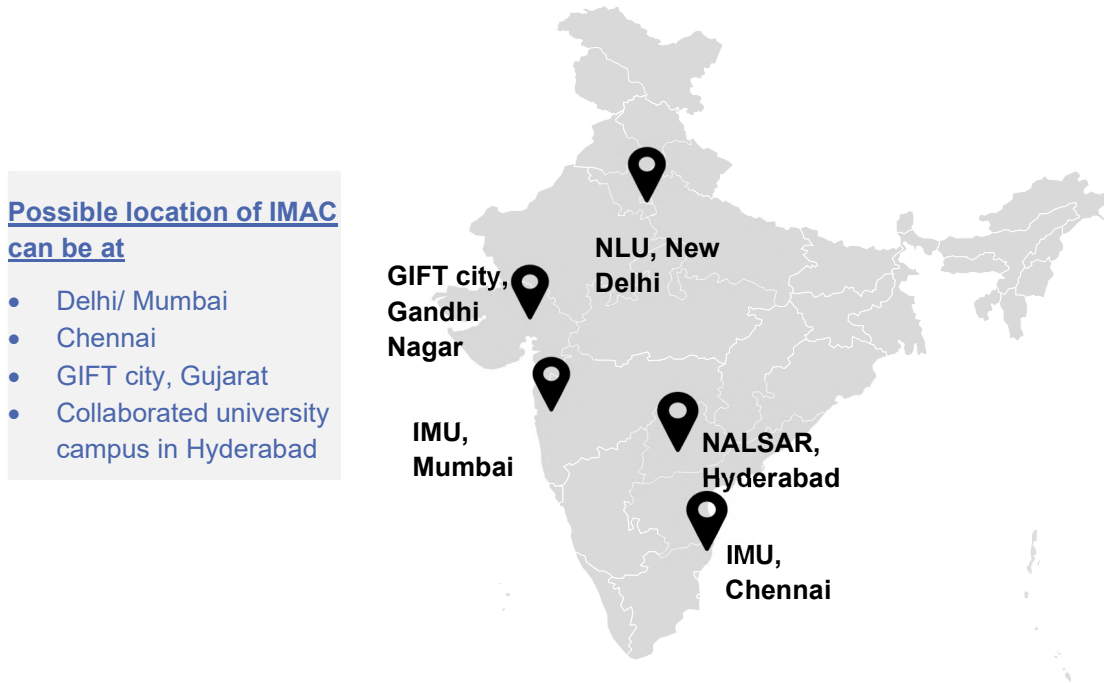 Possible location of IMAC
can be at
• Delhi/ Mumbai
• Chennai
• GIFT city, Gujarat
• Collaborated university
campus in Hyderabad
NLU, New
Delhi
GIFT city,
Gandhi
Nagar
IMU,
Mumbai
NALSAR,
Hyderabad
IMU,
Chennai